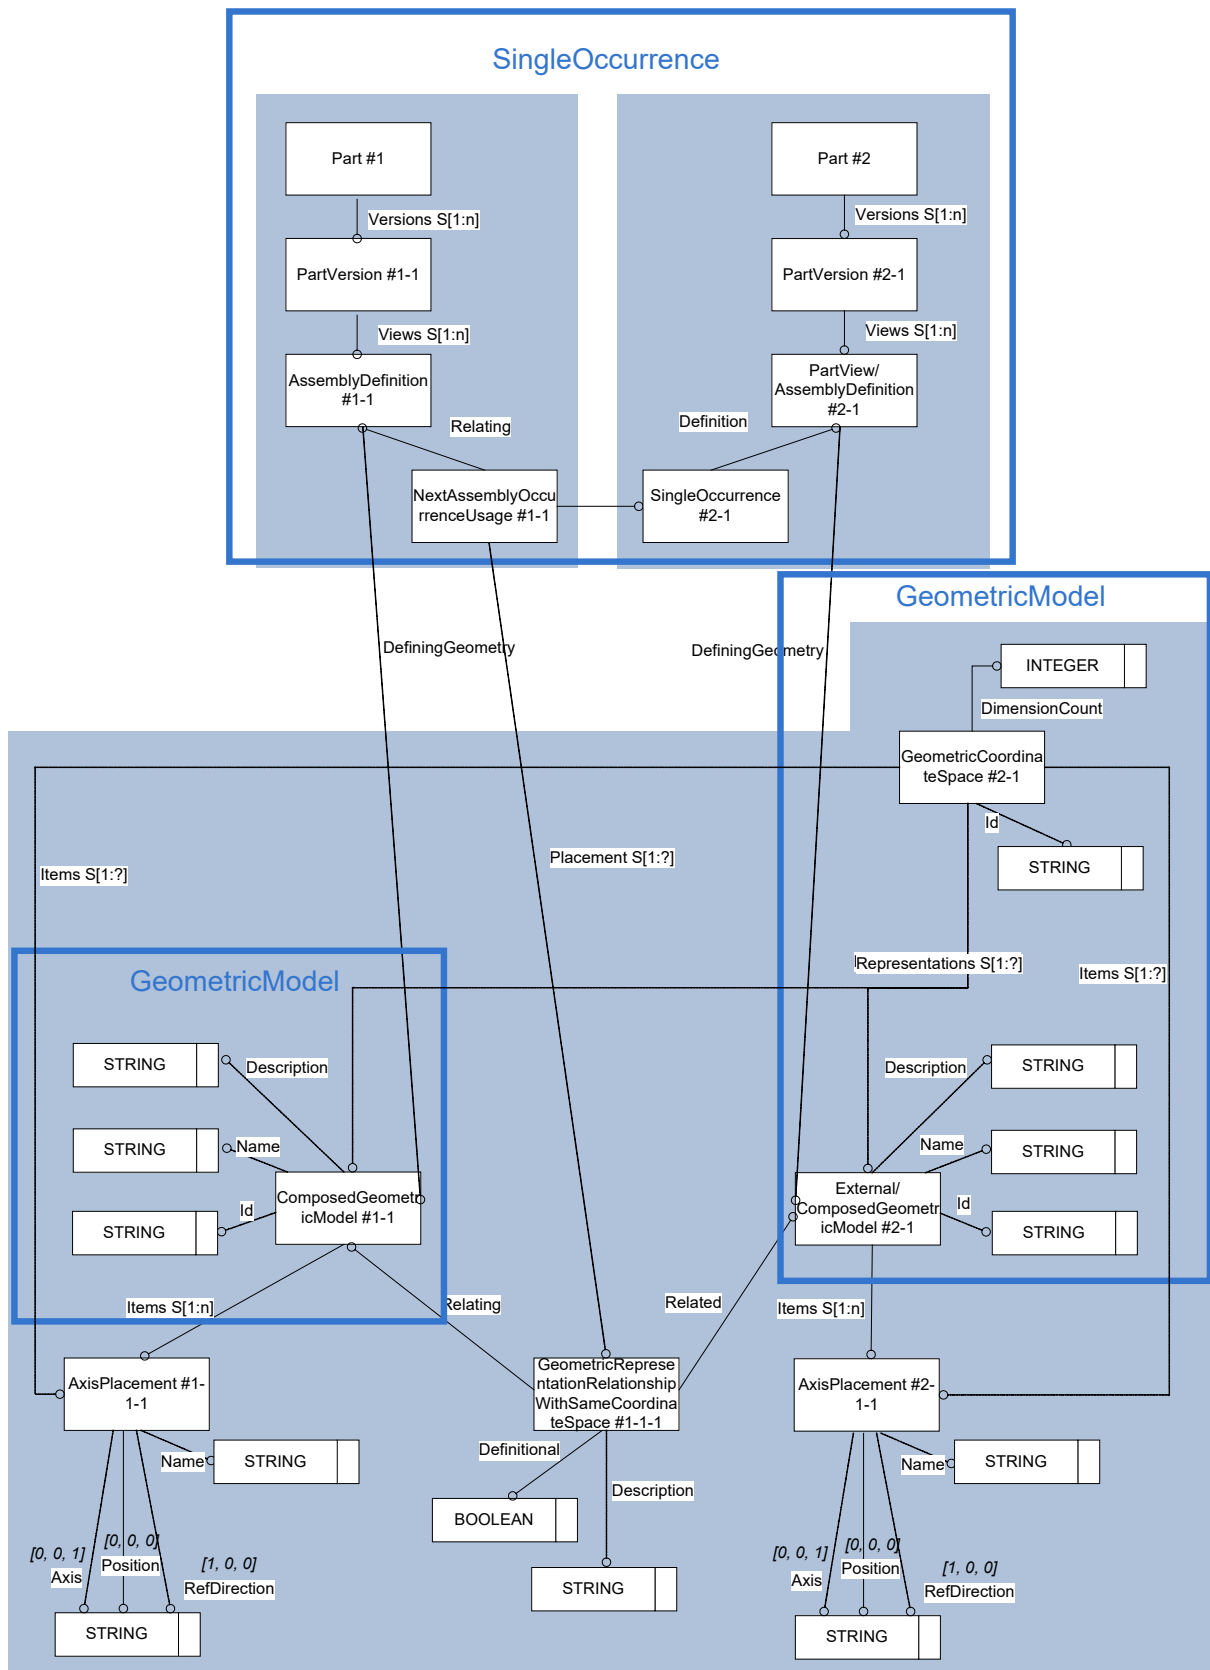 SingleOccurrence
Part #1
Part #2
Versions S[1:n]
Versions S[1:n]
PartVersion #1-1
PartVersion #2-1
Views S[1:n]
Views S[1:n]
AssemblyDefinition
#1-1
PartView/
AssemblyDefinition
#2-1
Relating
Definition
NextAssemblyOccu
rrenceUsage #1-1
SingleOccurrence
#2-1
GeometricModel
DefiningGeometry
DefiningGeometry
INTEGER
DimensionCount
GeometricCoordina
teSpace #2-1
Id
STRING
Placement S[1:?]
Items S[1:?]
Representations S[1:?]
Items S[1:?]
GeometricModel
STRING
Description
Description
STRING
STRING
Name
Name
STRING
ComposedGeometr
icModel #1-1
External/
ComposedGeometr
icModel #2-1
Id
STRING
Id
STRING
Items S[1:n]
Relating
Related
Items S[1:n]
AxisPlacement #1-
1-1
GeometricReprese
ntationRelationship
WithSameCoordina
teSpace #1-1-1
AxisPlacement #2-
1-1
Name
STRING
Definitional
Description
Name
STRING
BOOLEAN
[0, 0, 1]
[0, 0, 0]
[1, 0, 0]
Axis
Position
RefDirection
STRING
STRING
[0, 0, 1]
[0, 0, 0]
[1, 0, 0]
Axis
Position
RefDirection
STRING